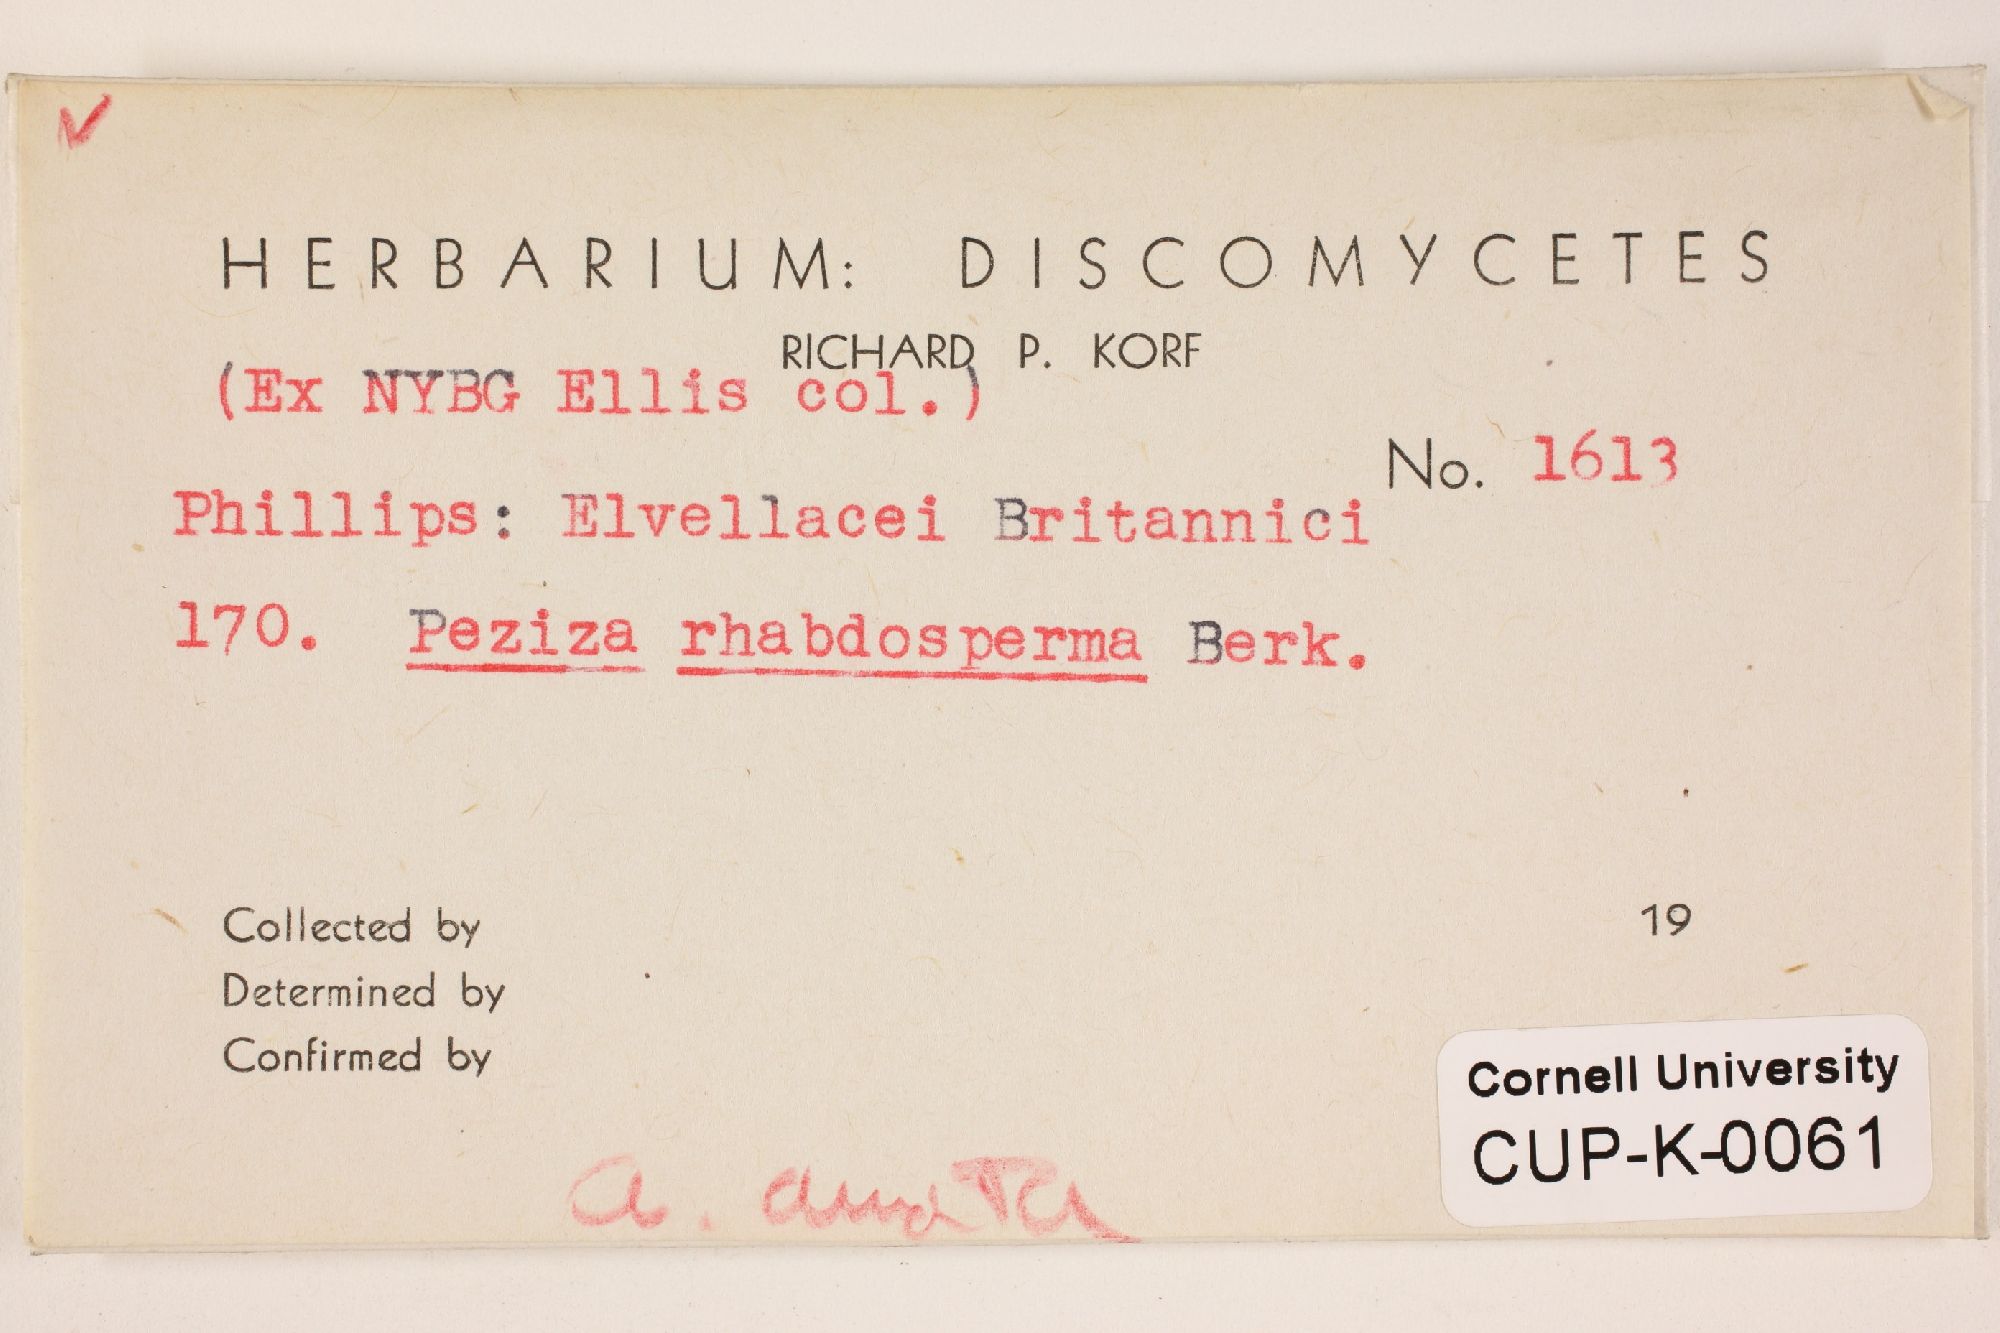 HERBARIUM: DISCOMYCETES
RICHARD P. KORF
(Ex NYBG Ellis col.)
No. 1613
Phillips: Elvellacei Britannici
170. Peziza rhabdosperma Berk.
Collected by
19
Determined by
Confirmed by
Cornell University
CUP-K-0061
a.